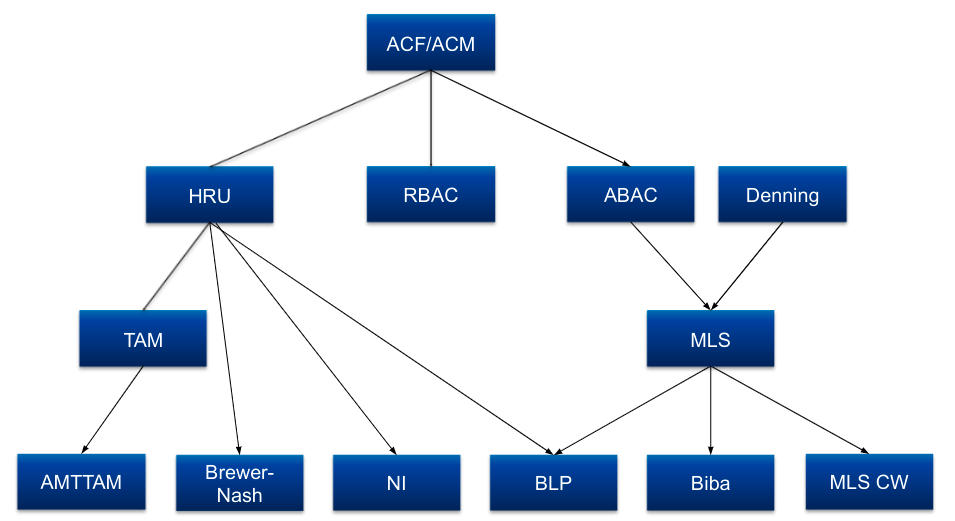 ACF/ACM
HRU
RBAC
ABAC
Denning
TAM
MLS
AMTTAM
Brewer-
Nash
NI
BLP
Biba
MLS CW